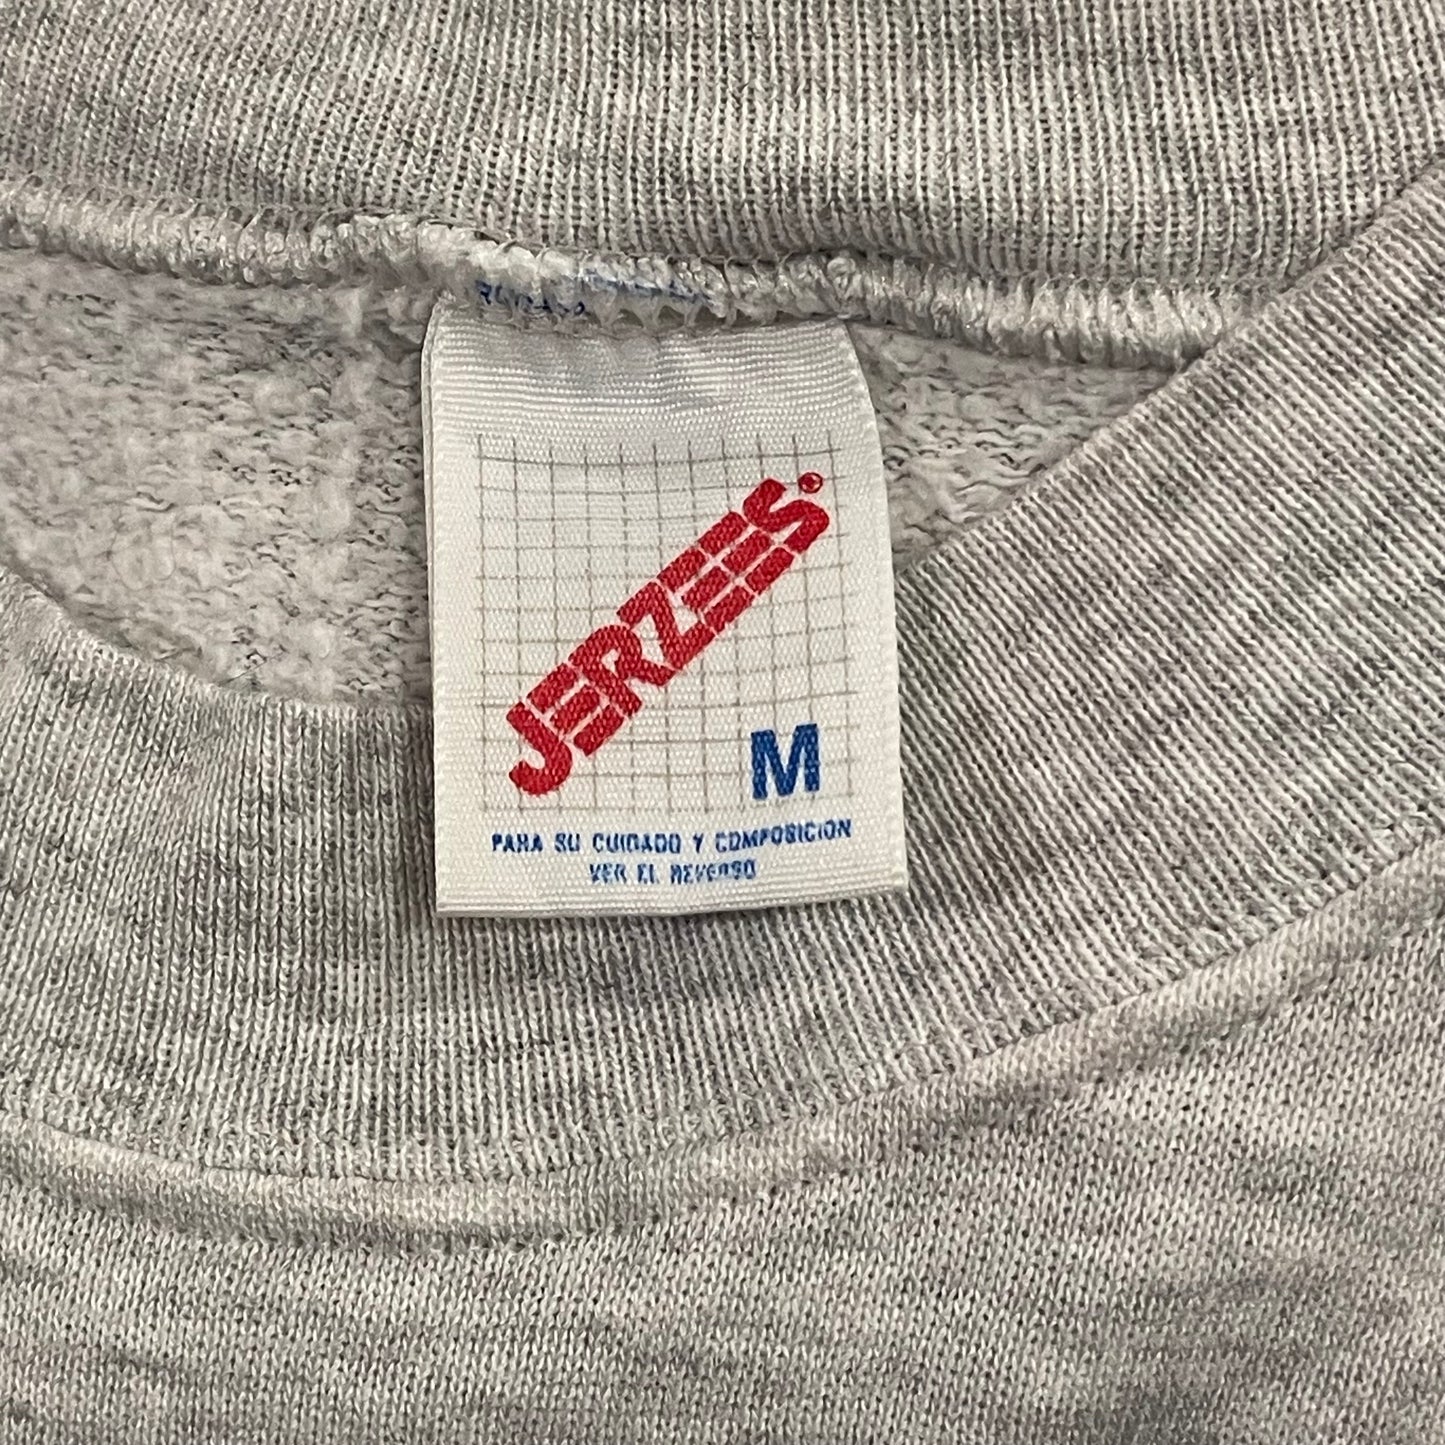 JERZEES®
M
PARA SU CUIDADO Y COMPOSICION
VER EL REVERSO